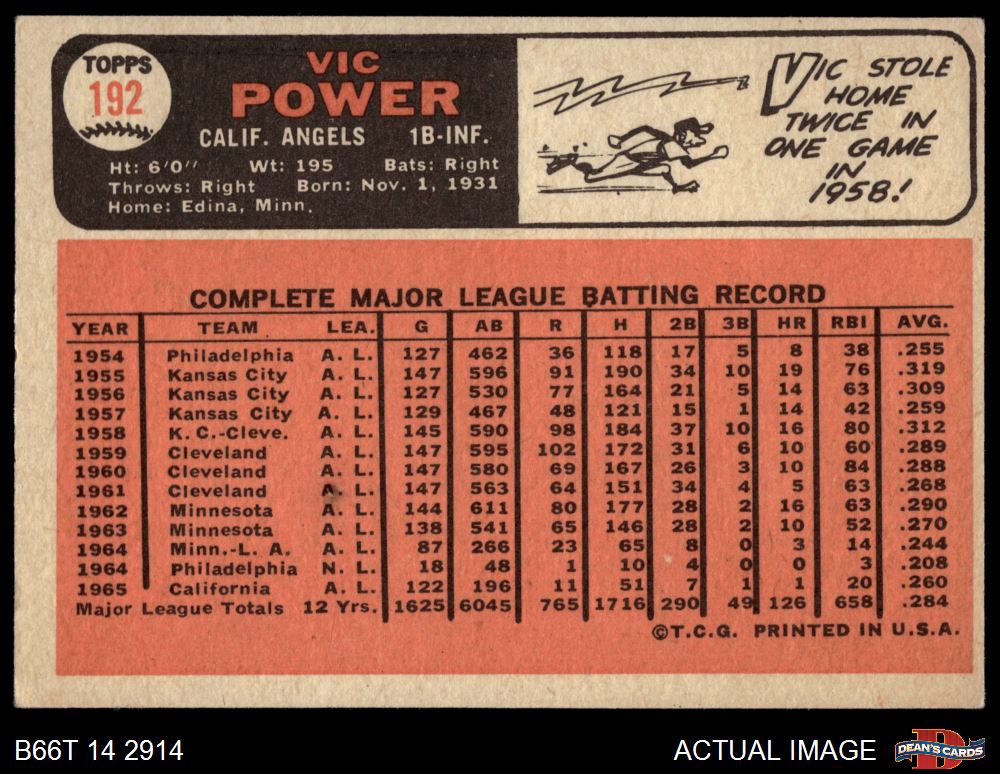 TOPPS
192
VIC
POWER
CALIF. ANGELS 1B-INF.
Ht: 6'0" Wt: 195 Bats: Right
Throws: Right Born: Nov. 1, 1931
Home: Edina, Minn.
VIC STOLE
HOME
TWICE IN
ONE GAME
IN
1958!
COMPLETE MAJOR LEAGUE BATTING RECORD
YEAR TEAM LEA. G AB R H 2B 3B HR RBI AVG.
1954 Philadelphia A. L. 127 462 36 118 17 5 8 38 .255
1955 Kansas City A. L. 147 596 91 190 34 10 19 76 .319
1956 Kansas City A. L. 127 530 77 164 21 5 14 63 .309
1957 Kansas City A. L. 129 467 48 121 15 1 14 42 .259
1958 K. C.-Cleve. A. L. 145 590 98 184 37 10 16 80 .312
1959 Cleveland A. L. 147 595 102 172 31 6 10 60 .289
1960 Cleveland A. L. 147 580 69 167 26 3 10 84 .288
1961 Cleveland A. L. 147 563 64 151 34 4 5 63 .268
1962 Minnesota A. L. 144 611 80 177 28 2 16 63 .290
1963 Minnesota A. L. 138 541 65 146 28 2 10 52 .270
1964 Minn.-L. A. A. L. 87 266 23 65 8 0 3 14 .244
1964 Philadelphia N. L. 18 48 1 10 4 0 0 3 .208
1965 California A. L. 122 196 11 51 7 1 1 20 .260
Major League Totals 12 Yrs. 1625 6045 765 1716 290 49 126 658 .284
©T.C.G. PRINTED IN U.S.A.
B66T 14 2914
ACTUAL IMAGE
DEAN'S CARDS